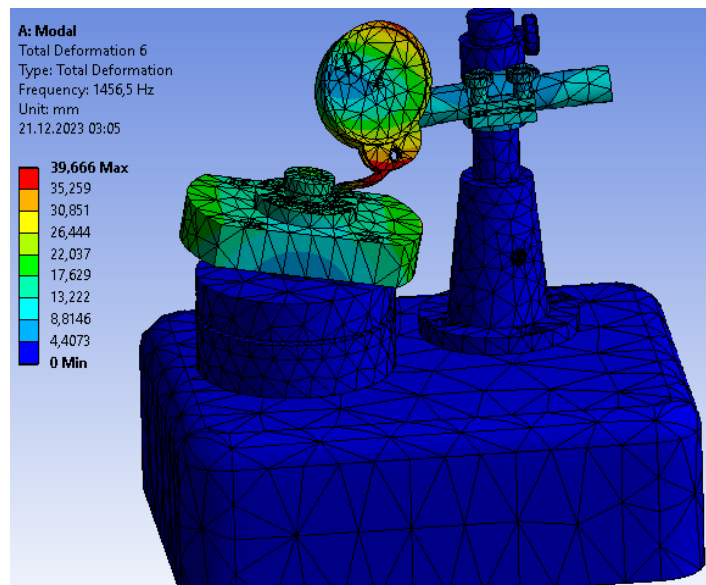 A: Modal
Total Deformation 6
Type: Total Deformation
Frequency: 1456,5 Hz
Unit: mm
21.12.2023 03:05
39,666 Max
35,259
30,851
26,444
22,037
17,629
13,222
8,8146
4,4073
0 Min